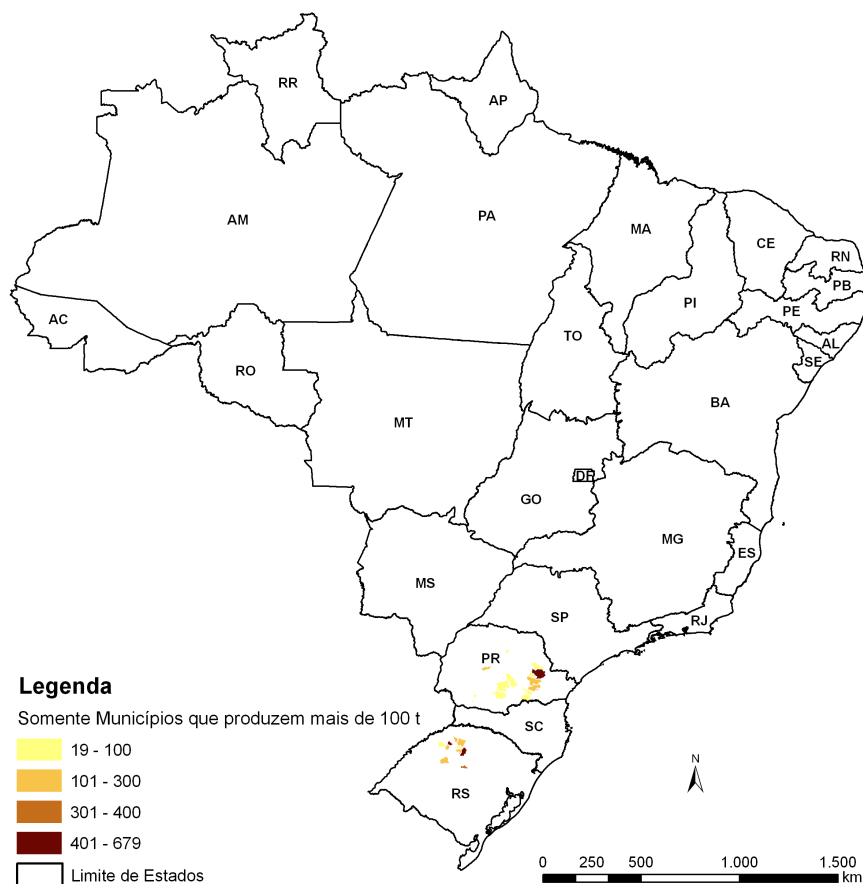 RR
AP
AM
PA
MA
CE
RN
PB
PE
PI
AC
TO
AL
SE
RO
BA
MT
DF
GO
MG
ES
MS
SP
RJ
PR
SC
RS
N
Legenda
Somente Municípios que produzem mais de 100 t
19 - 100
101 - 300
301 - 400
401 - 679
Limite de Estados
0 250 500 1.000 1.500
km